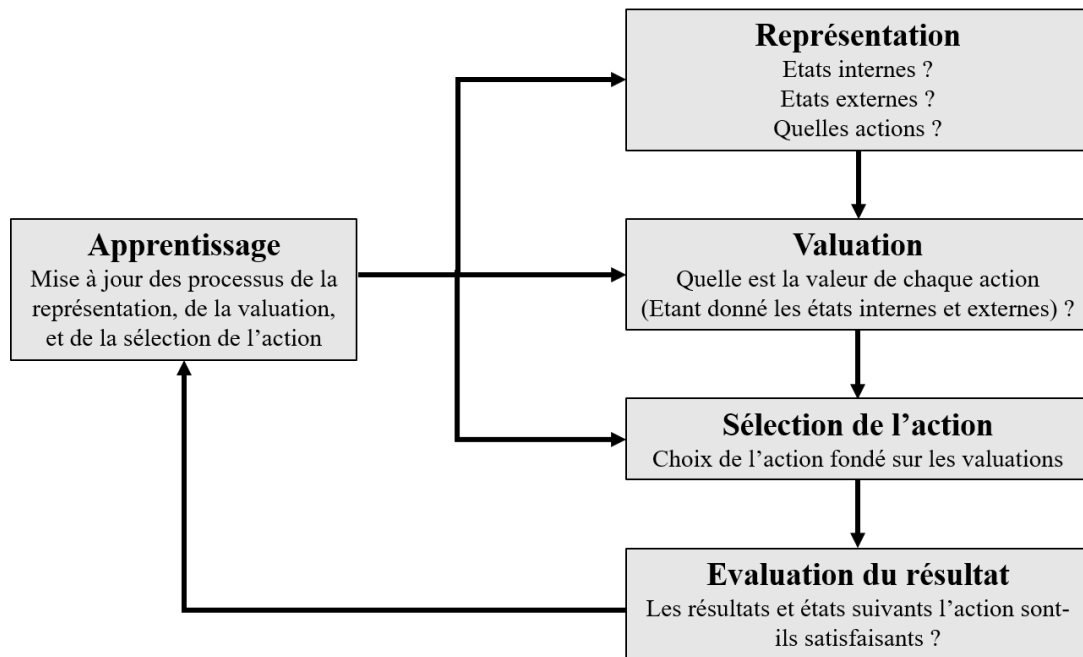 Représentation
Etats internes ?
Etats externes ?
Quelles actions ?
Apprentissage
Mise à jour des processus de la
représentation, de la valuation,
et de la sélection de l’action
Valuation
Quelle est la valeur de chaque action
(Etant donné les états internes et externes) ?
Sélection de l’action
Choix de l’action fondé sur les valuations
Evaluation du résultat
Les résultats et états suivants l’action sont-
ils satisfaisants ?